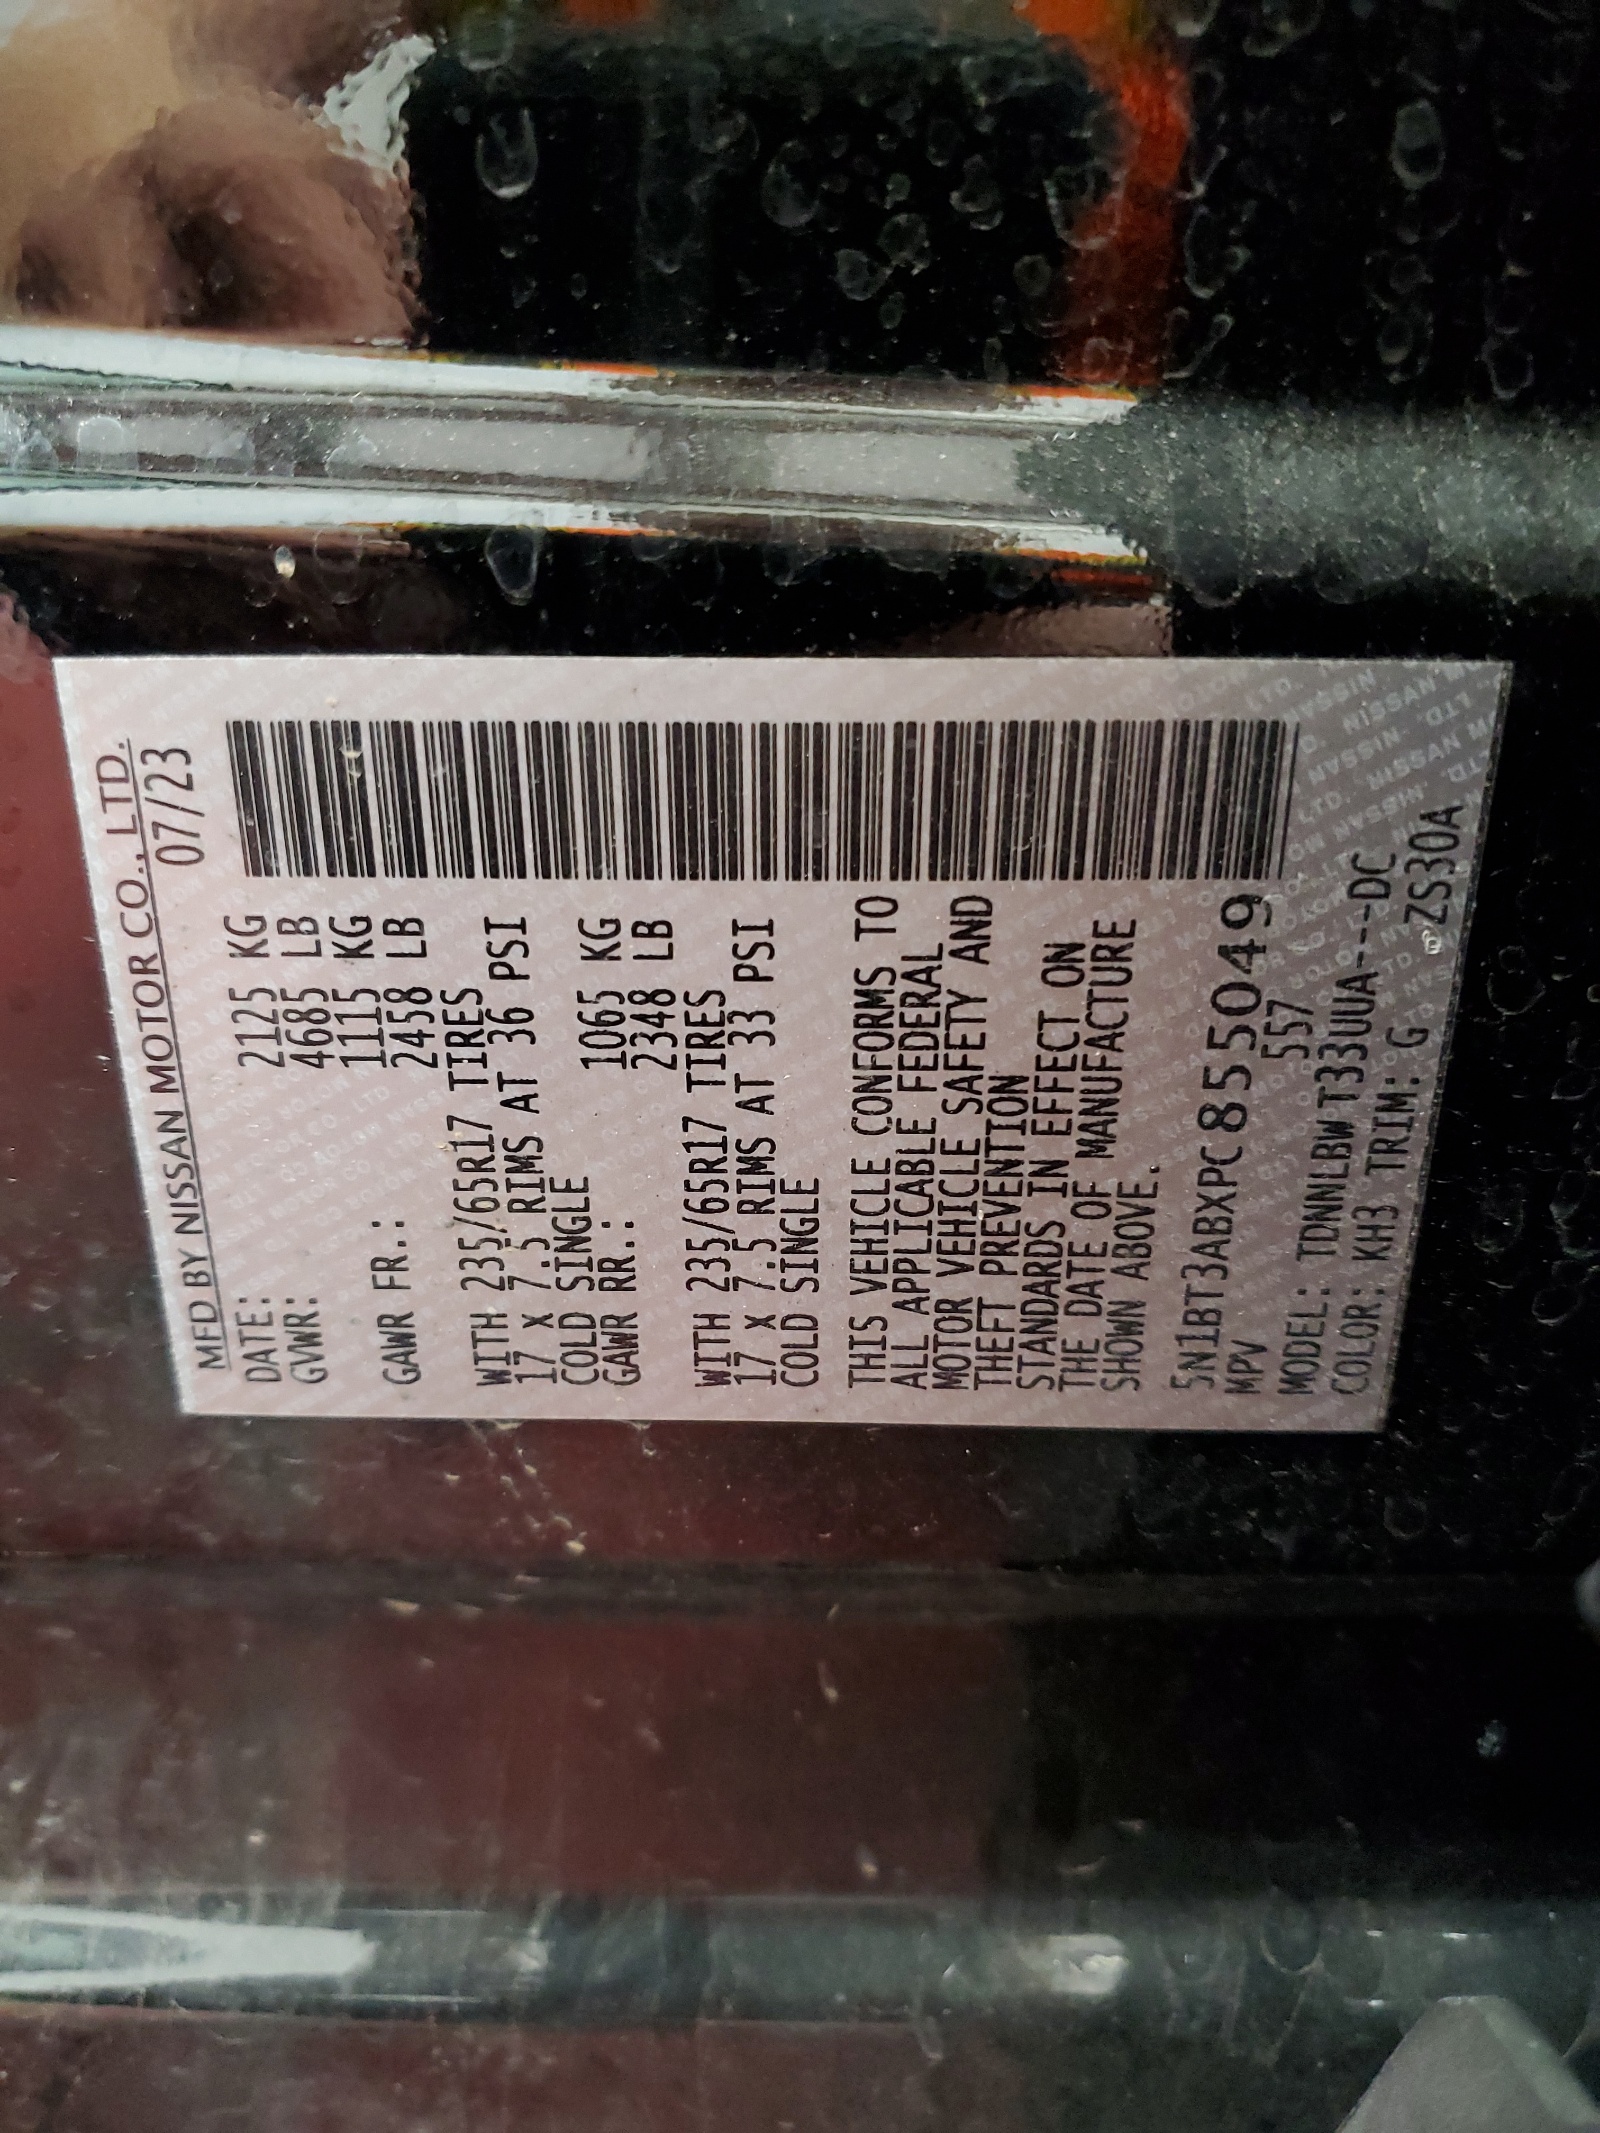 MFD BY NISSAN MOTOR CO., LTD.
DATE: 07/23
GVWR: 2125 KG
4685 LB
GAWR FR.: 1115 KG
2458 LB
WITH 235/65R17 TIRES
17 X 7.5 RIMS AT 36 PSI
COLD SINGLE
GAWR RR.: 1065 KG
2348 LB
WITH 235/65R17 TIRES
17 X 7.5 RIMS AT 33 PSI
COLD SINGLE
THIS VEHICLE CONFORMS TO
ALL APPLICABLE FEDERAL
MOTOR VEHICLE SAFETY AND
THEFT PREVENTION
STANDARDS IN EFFECT ON
THE DATE OF MANUFACTURE
SHOWN ABOVE.
5N1BT3ABXPC855049
MPV 557
MODEL: TDNNLBWT33UUA---DC
COLOR: KH3 TRIM: G ZS30A